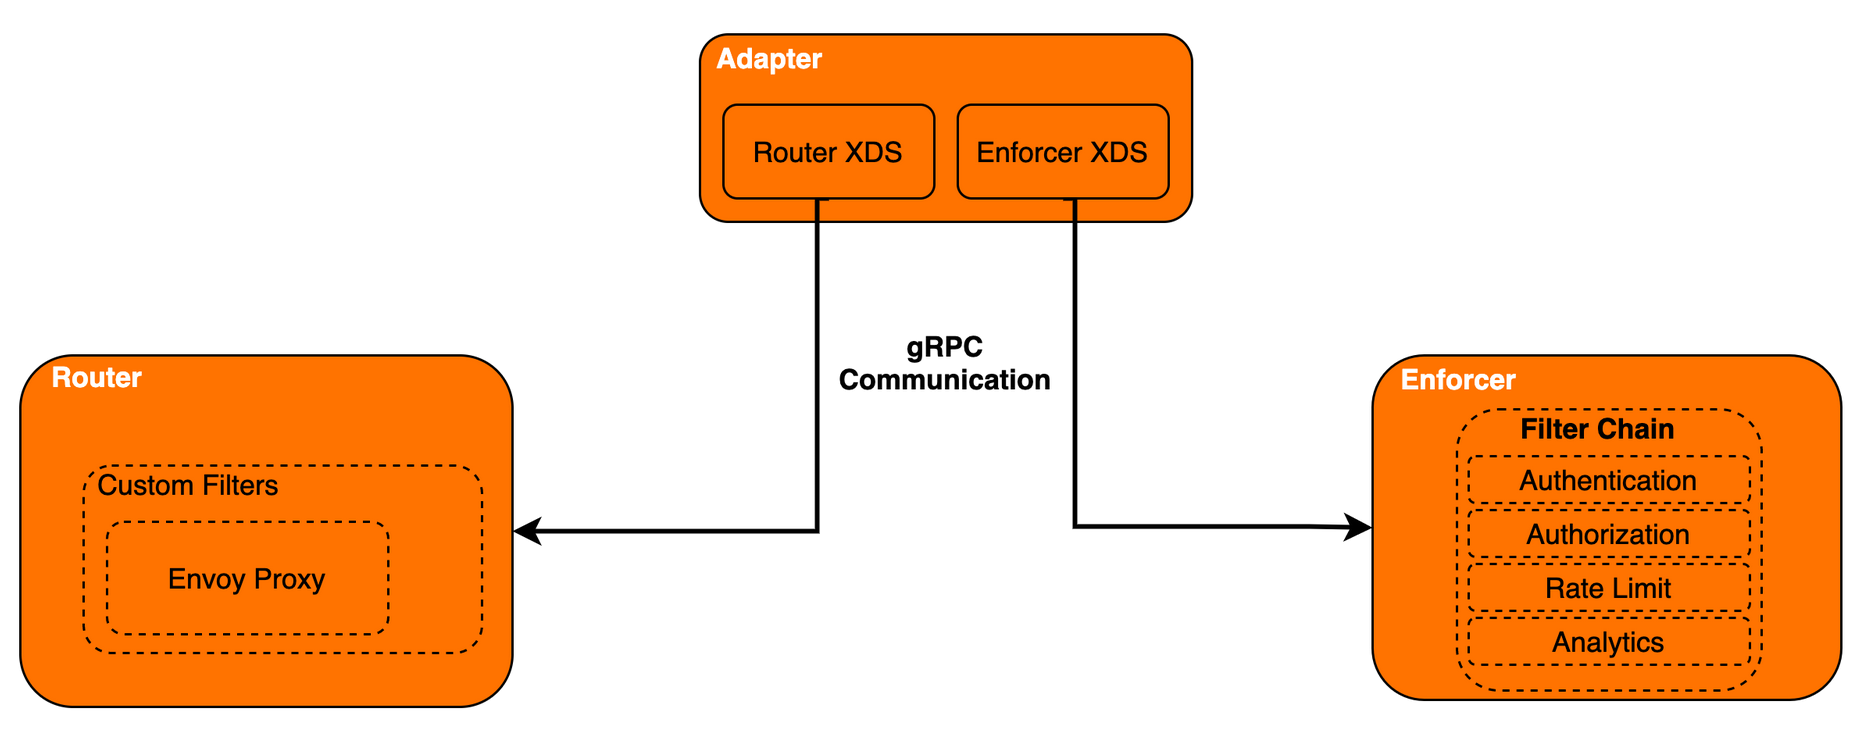 Adapter
Router XDS
Enforcer XDS
gRPC
Communication
Router
Custom Filters
Envoy Proxy
Enforcer
Filter Chain
Authentication
Authorization
Rate Limit
Analytics